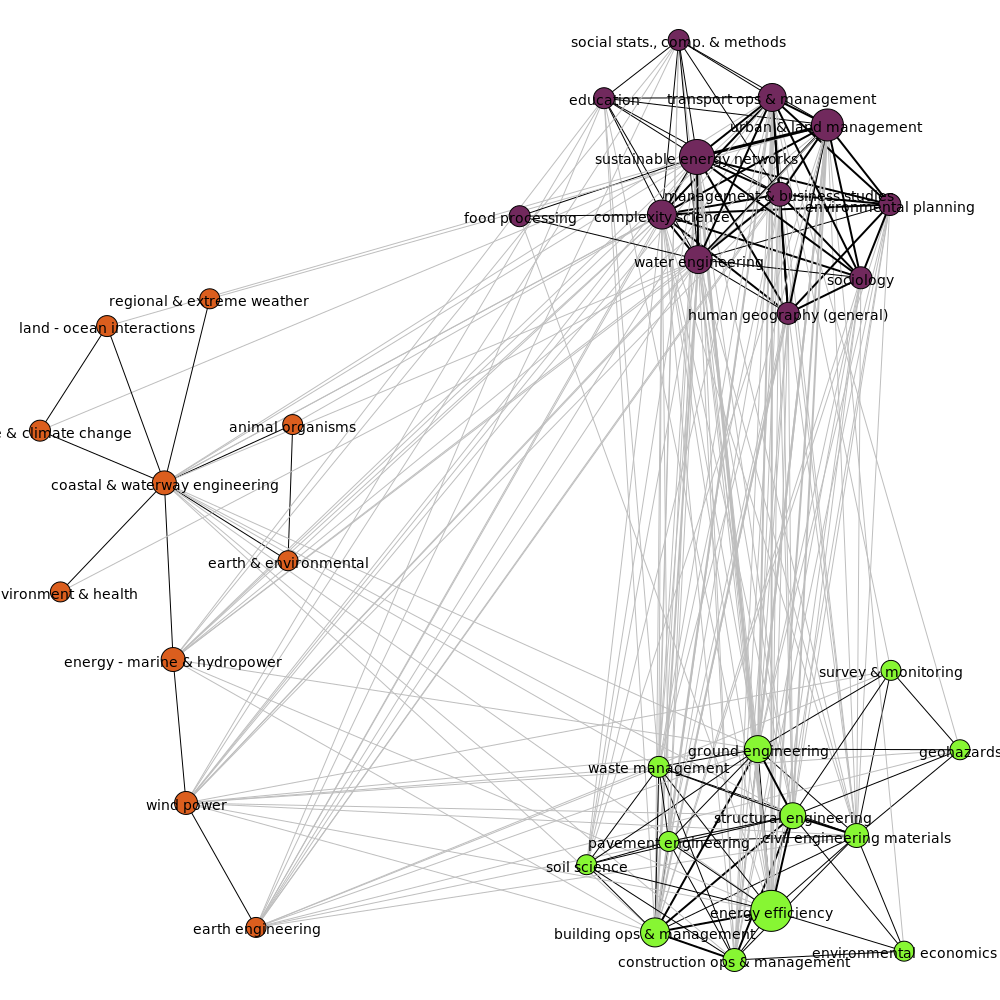 social stats., comp. & methods
education
transport ops & management
urban & land management
sustainable energy networks
management & business studies
environmental planning
food processing
complexity science
water engineering
sociology
human geography (general)
regional & extreme weather
land - ocean interactions
& climate change
animal organisms
coastal & waterway engineering
earth & environmental
vironment & health
energy - marine & hydropower
survey & monitoring
ground engineering
geohazards
waste management
wind power
structural engineering
civil engineering materials
pavement engineering
soil science
energy efficiency
earth engineering
building ops & management
environmental economics
construction ops & management